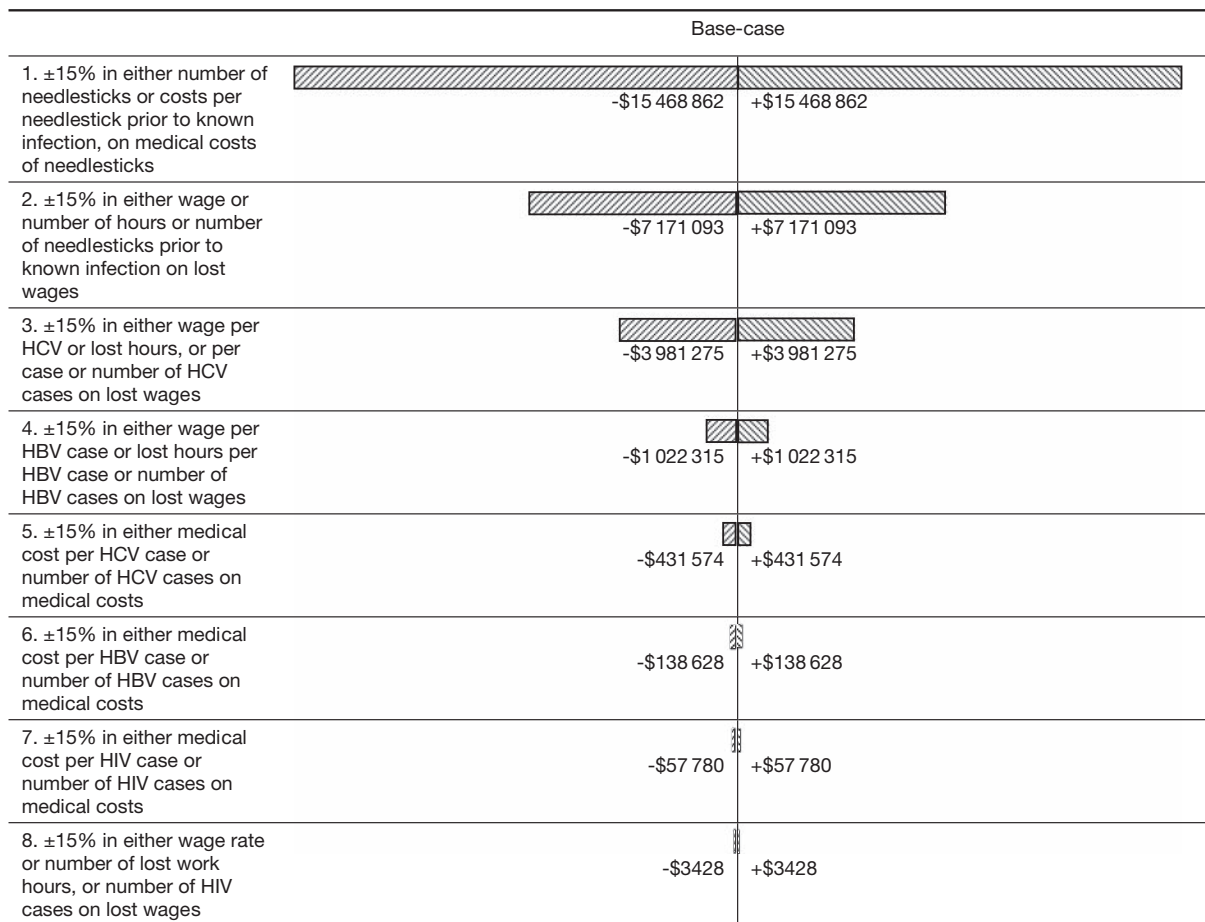 Base-case
1. ±15% in either number of
needlesticks or costs per
needlestick prior to known
infection, on medical costs
of needlesticks
-$15 468 862 +$15 468 862
2. ±15% in either wage or
number of hours or number
of needlesticks prior to
known infection on lost
wages
-$7 171 093 +$7 171 093
3. ±15% in either wage per
HCV or lost hours, or per
case or number of HCV
cases on lost wages
-$3 981 275 +$3 981 275
4. ±15% in either wage per
HBV case or lost hours per
HBV case or number of
HBV cases on lost wages
-$1 022 315 +$1 022 315
5. ±15% in either medical
cost per HCV case or
number of HCV cases on
medical costs
-$431 574 +$431 574
6. ±15% in either medical
cost per HBV case or
number of HBV cases on
medical costs
-$138 628 +$138 628
7. ±15% in either medical
cost per HIV case or
number of HIV cases on
medical costs
-$57 780 +$57 780
8. ±15% in either wage rate
or number of lost work
hours, or number of HIV
cases on lost wages
-$3428 +$3428